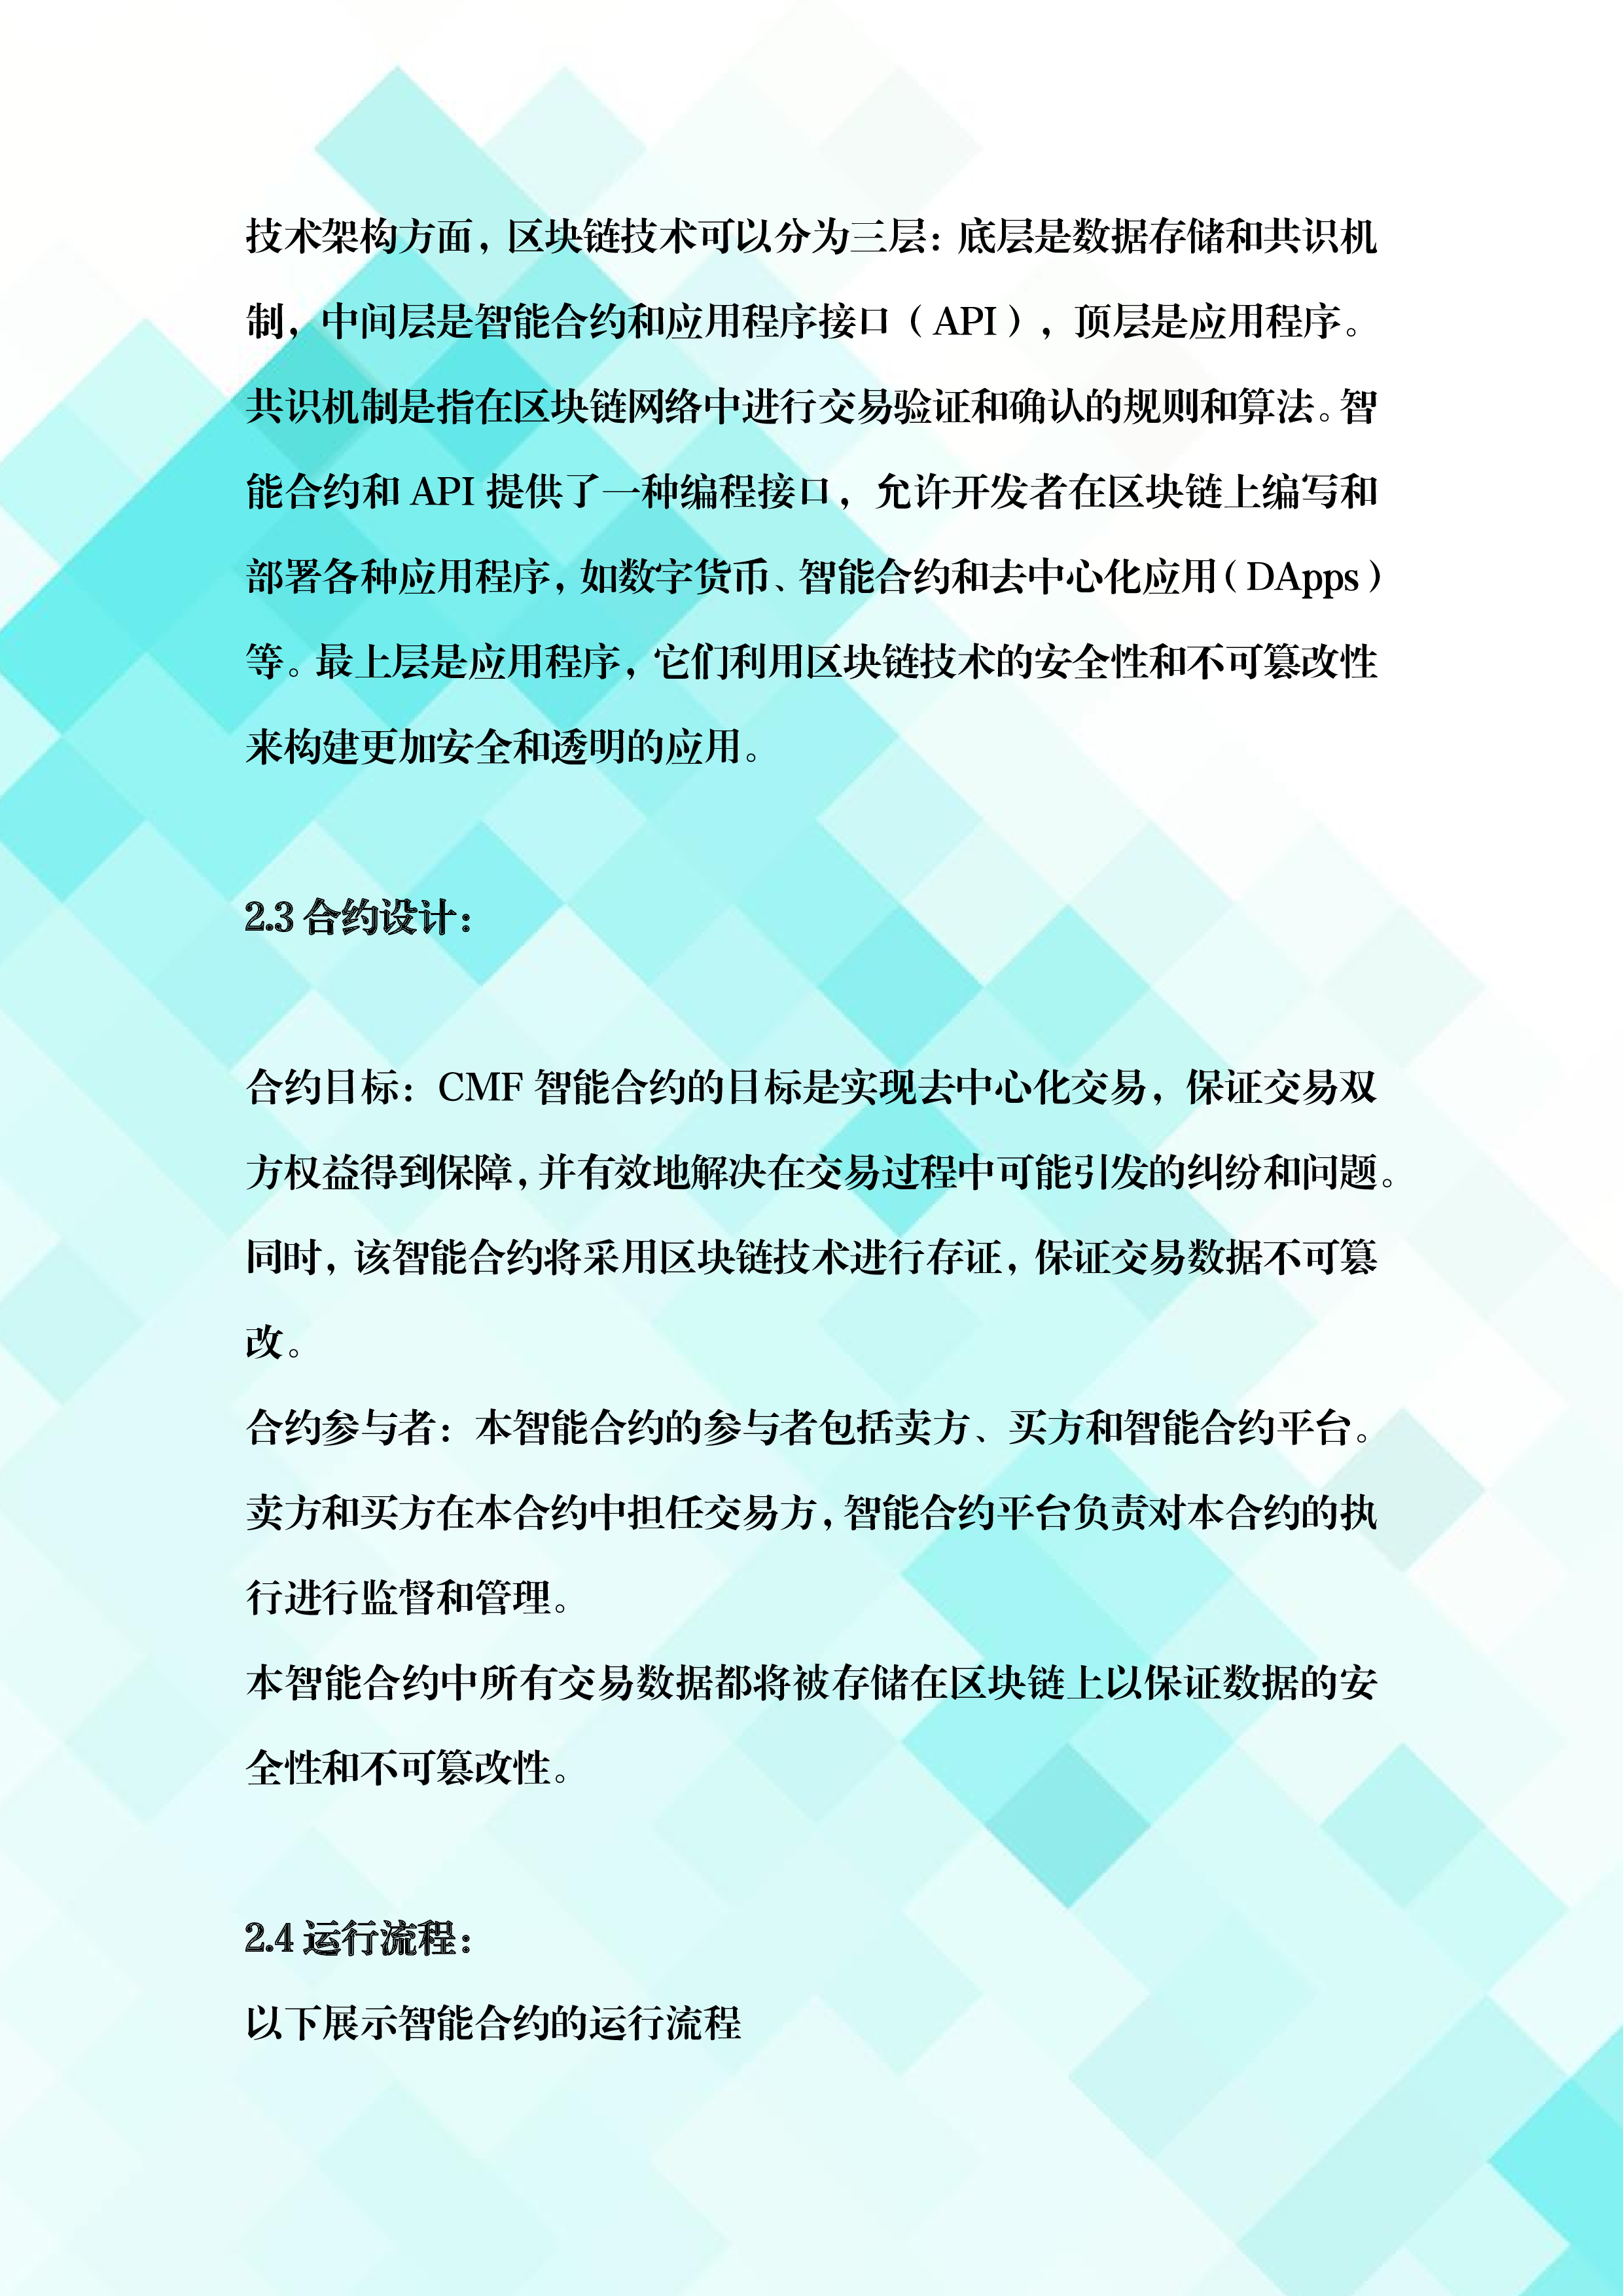 技术架构方面，区块链技术可以分为三层：底层是数据存储和共识机
制，中间层是智能合约和应用程序接口（API），顶层是应用程序。
共识机制是指在区块链网络中进行交易验证和确认的规则和算法。智
能合约和 API 提供了一种编程接口，允许开发者在区块链上编写和
部署各种应用程序，如数字货币、智能合约和去中心化应用（DApps）
等。最上层是应用程序，它们利用区块链技术的安全性和不可篡改性
来构建更加安全和透明的应用。
2.3 合约设计：
合约目标：CMF 智能合约的目标是实现去中心化交易，保证交易双
方权益得到保障，并有效地解决在交易过程中可能引发的纠纷和问题。
同时，该智能合约将采用区块链技术进行存证，保证交易数据不可篡
改。
合约参与者：本智能合约的参与者包括卖方、买方和智能合约平台。
卖方和买方在本合约中担任交易方，智能合约平台负责对本合约的执
行进行监督和管理。
本智能合约中所有交易数据都将被存储在区块链上以保证数据的安
全性和不可篡改性。
2.4 运行流程：
以下展示智能合约的运行流程